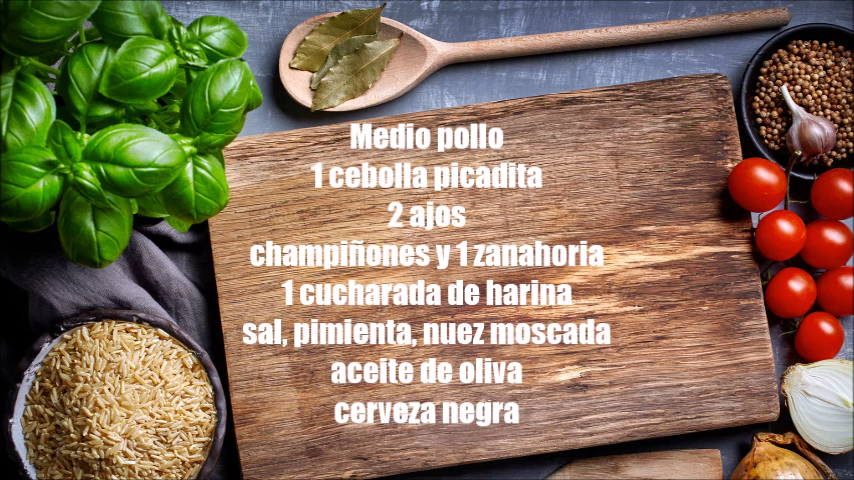 Medio pollo
1 cebolla picadita
2 ajos
champiñones y 1 zanahoria
1 cucharada de harina
sal, pimienta, nuez moscada
aceite de oliva
cerveza negra